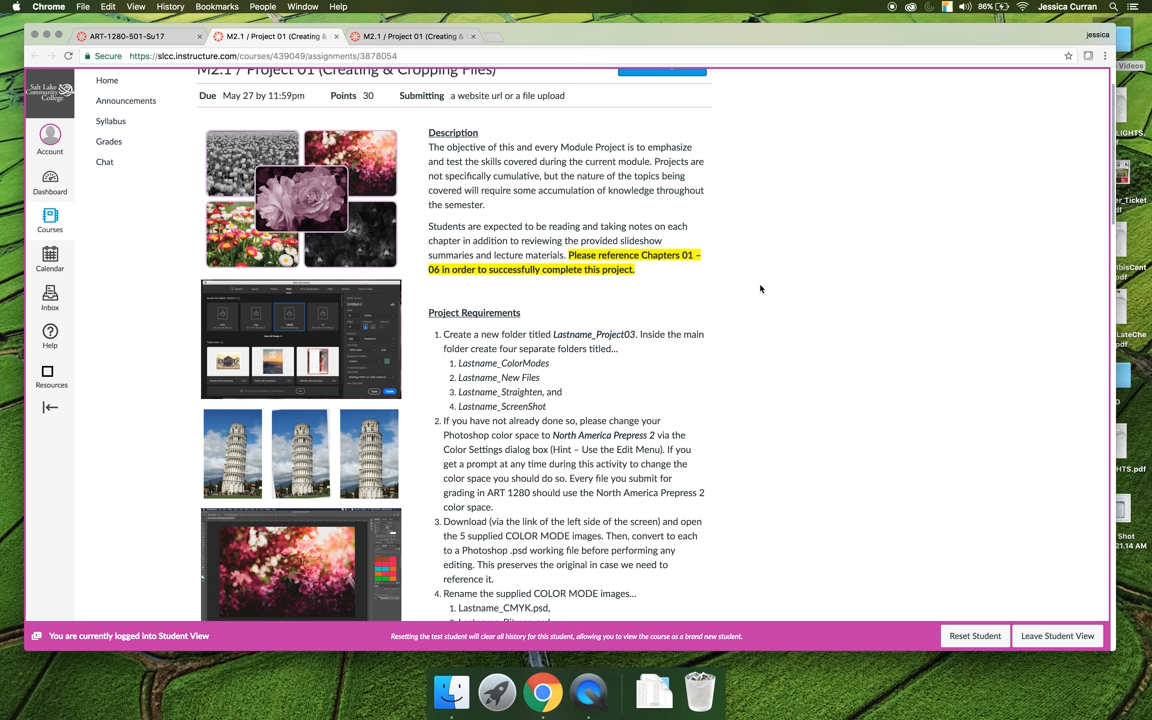 Chrome File Edit View History Bookmarks People Window Help 86% Jessica Curran
ART-1280-501-Su17 M2.1 / Project 01 (Creating & M2.1 / Project 01 (Creating & jessica
Secure https://slcc.instructure.com/courses/439049/assignments/3878054
Salt Lake
Community
College
Account
Dashboard
Courses
Calendar
Inbox
Help
Resources
Home
Announcements
Syllabus
Grades
Chat
M2.1 / Project 01 (Creating & Cropping Files)
Due May 27 by 11:59pm Points 30 Submitting a website url or a file upload
Description
The objective of this and every Module Project is to emphasize
and test the skills covered during the current module. Projects are
not specifically cumulative, but the nature of the topics being
covered will require some accumulation of knowledge throughout
the semester.
Students are expected to be reading and taking notes on each
chapter in addition to reviewing the provided slideshow
summaries and lecture materials. Please reference Chapters 01 –
06 in order to successfully complete this project.
Project Requirements
1. Create a new folder titled Lastname_Project03. Inside the main
folder create four separate folders titled...
1. Lastname_ColorModes
2. Lastname_New Files
3. Lastname_Straighten, and
4. Lastname_ScreenShot
2. If you have not already done so, please change your
Photoshop color space to North America Prepress 2 via the
Color Settings dialog box (Hint – Use the Edit Menu). If you
get a prompt at any time during this activity to change the
color space you should do so. Every file you submit for
grading in ART 1280 should use the North America Prepress 2
color space.
3. Download (via the link of the left side of the screen) and open
the 5 supplied COLOR MODE images. Then, convert to each
to a Photoshop .psd working file before performing any
editing. This preserves the original in case we need to
reference it.
4. Rename the supplied COLOR MODE images...
1. Lastname_CMYK.psd,
Videos
LIGHTS.
_Ticket
df
IbisCent
.pdf
LateChe
pdf
HTS.pdf
Shot
21.14 AM
You are currently logged into Student View Resetting the test student will clear all history for this student, allowing you to view the course as a brand new student. Reset Student Leave Student View